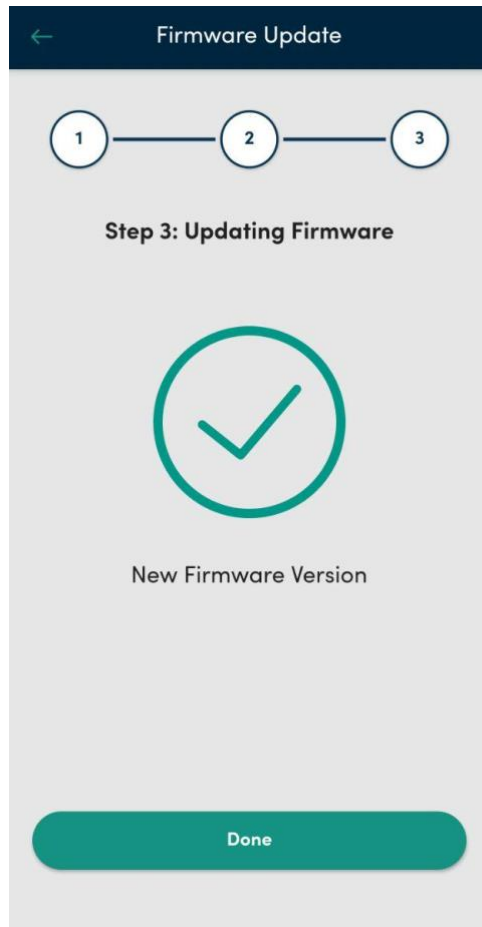 Firmware Update
1 2 3
Step 3: Updating Firmware
New Firmware Version
Done